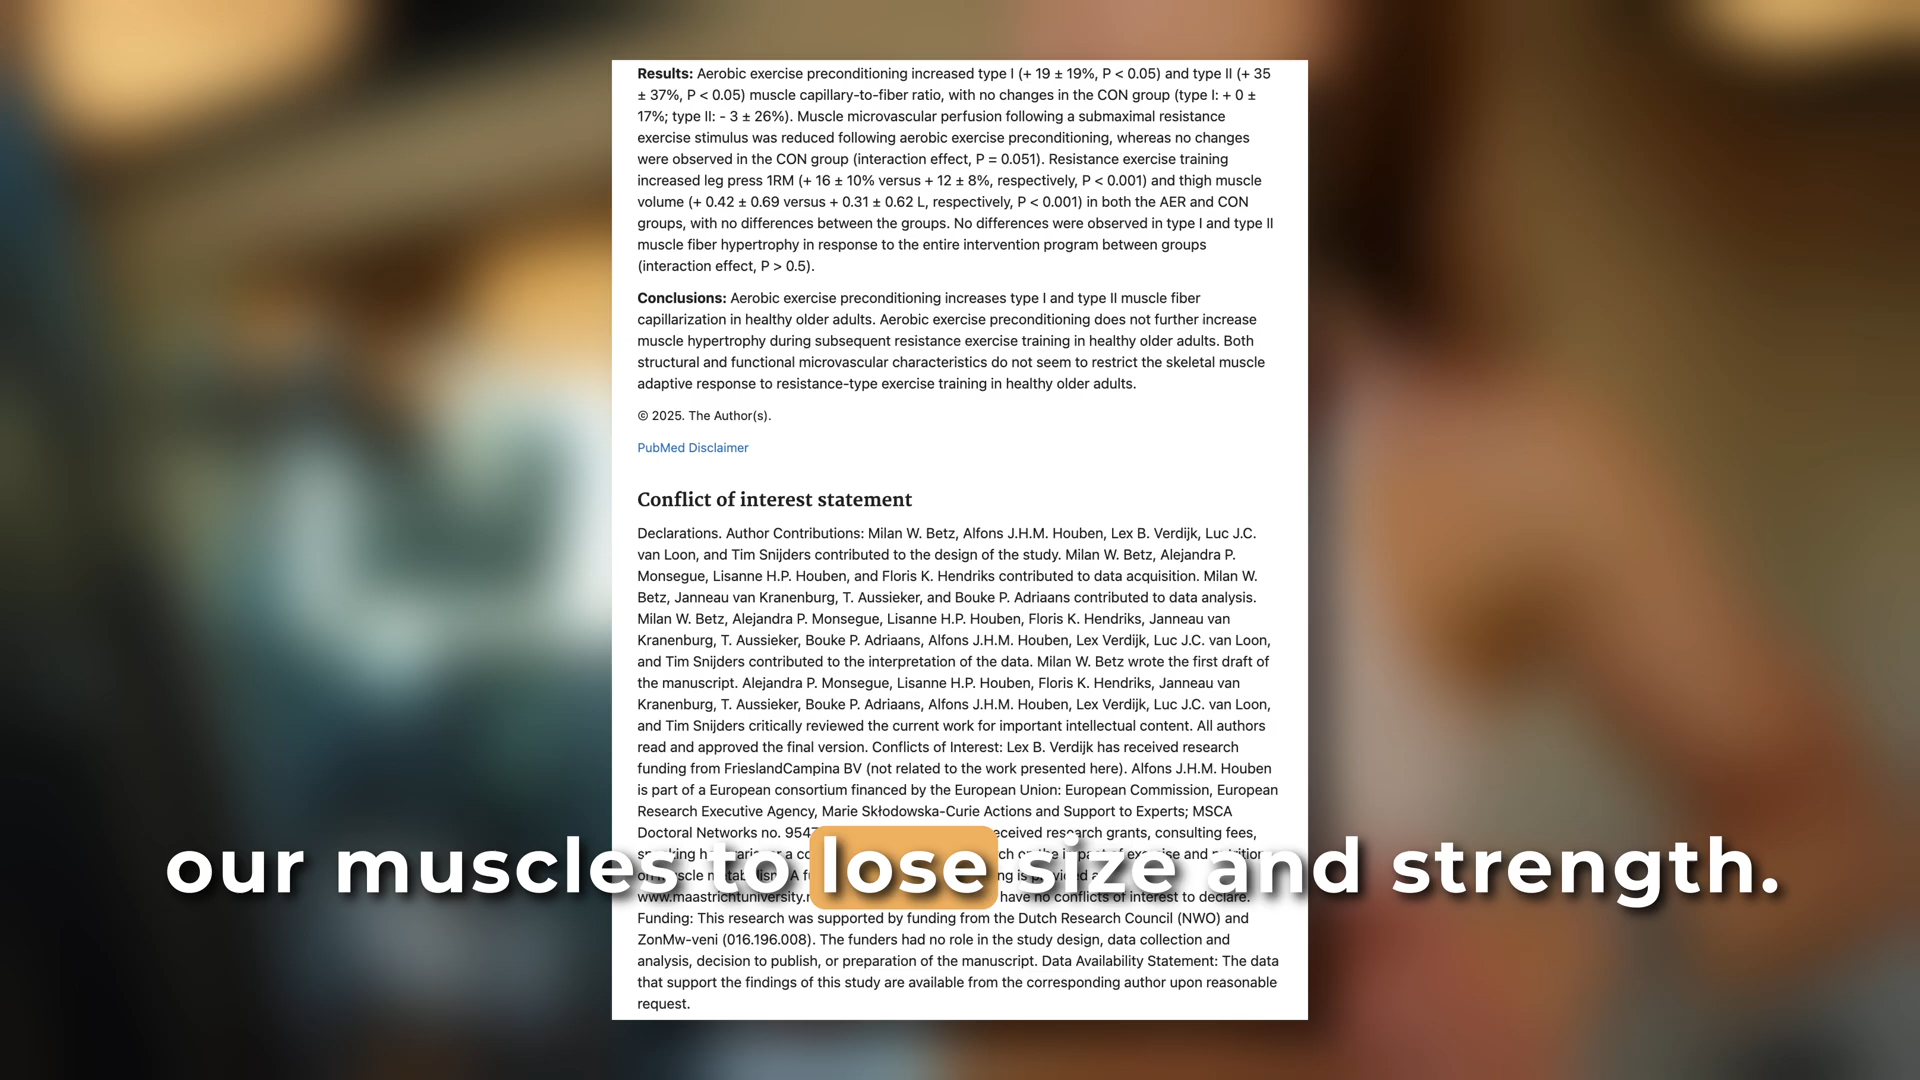 Results: Aerobic exercise preconditioning increased type I (+ 19 ± 19%, P < 0.05) and type II (+ 35
± 37%, P < 0.05) muscle capillary-to-fiber ratio, with no changes in the CON group (type I: + 0 ±
17%; type II: - 3 ± 26%). Muscle microvascular perfusion following a submaximal resistance
exercise stimulus was reduced following aerobic exercise preconditioning, whereas no changes
were observed in the CON group (interaction effect, P = 0.051). Resistance exercise training
increased leg press 1RM (+ 16 ± 10% versus + 12 ± 8%, respectively, P < 0.001) and thigh muscle
volume (+ 0.42 ± 0.69 versus + 0.31 ± 0.62 L, respectively, P < 0.001) in both the AER and CON
groups, with no differences between the groups. No differences were observed in type I and type II
muscle fiber hypertrophy in response to the entire intervention program between groups
(interaction effect, P > 0.5).
Conclusions: Aerobic exercise preconditioning increases type I and type II muscle fiber
capillarization in healthy older adults. Aerobic exercise preconditioning does not further increase
muscle hypertrophy during subsequent resistance exercise training in healthy older adults. Both
structural and functional microvascular characteristics do not seem to restrict the skeletal muscle
adaptive response to resistance-type exercise training in healthy older adults.
© 2025. The Author(s).
PubMed Disclaimer
Conflict of interest statement
Declarations. Author Contributions: Milan W. Betz, Alfons J.H.M. Houben, Lex B. Verdijk, Luc J.C.
van Loon, and Tim Snijders contributed to the design of the study. Milan W. Betz, Alejandra P.
Monsegue, Lisanne H.P. Houben, and Floris K. Hendriks contributed to data acquisition. Milan W.
Betz, Janneau van Kranenburg, T. Aussieker, and Bouke P. Adriaans contributed to data analysis.
Milan W. Betz, Alejandra P. Monsegue, Lisanne H.P. Houben, Floris K. Hendriks, Janneau van
Kranenburg, T. Aussieker, Bouke P. Adriaans, Alfons J.H.M. Houben, Lex Verdijk, Luc J.C. van Loon,
and Tim Snijders contributed to the interpretation of the data. Milan W. Betz wrote the first draft of
the manuscript. Alejandra P. Monsegue, Lisanne H.P. Houben, Floris K. Hendriks, Janneau van
Kranenburg, T. Aussieker, Bouke P. Adriaans, Alfons J.H.M. Houben, Lex Verdijk, Luc J.C. van Loon,
and Tim Snijders critically reviewed the current work for important intellectual content. All authors
read and approved the final version. Conflicts of Interest: Lex B. Verdijk has received research
funding from FrieslandCampina BV (not related to the work presented here). Alfons J.H.M. Houben
is part of a European consortium financed by the European Union: European Commission, European
Research Executive Agency, Marie Skłodowska-Curie Actions and Support to Experts; MSCA
Doctoral Networks no. received research grants, consulting fees,
our muscles to lose size and strength.
have no conflicts of interest to declare.
Funding: This research was supported by funding from the Dutch Research Council (NWO) and
ZonMw-veni (016.196.008). The funders had no role in the study design, data collection and
analysis, decision to publish, or preparation of the manuscript. Data Availability Statement: The data
that support the findings of this study are available from the corresponding author upon reasonable
request.